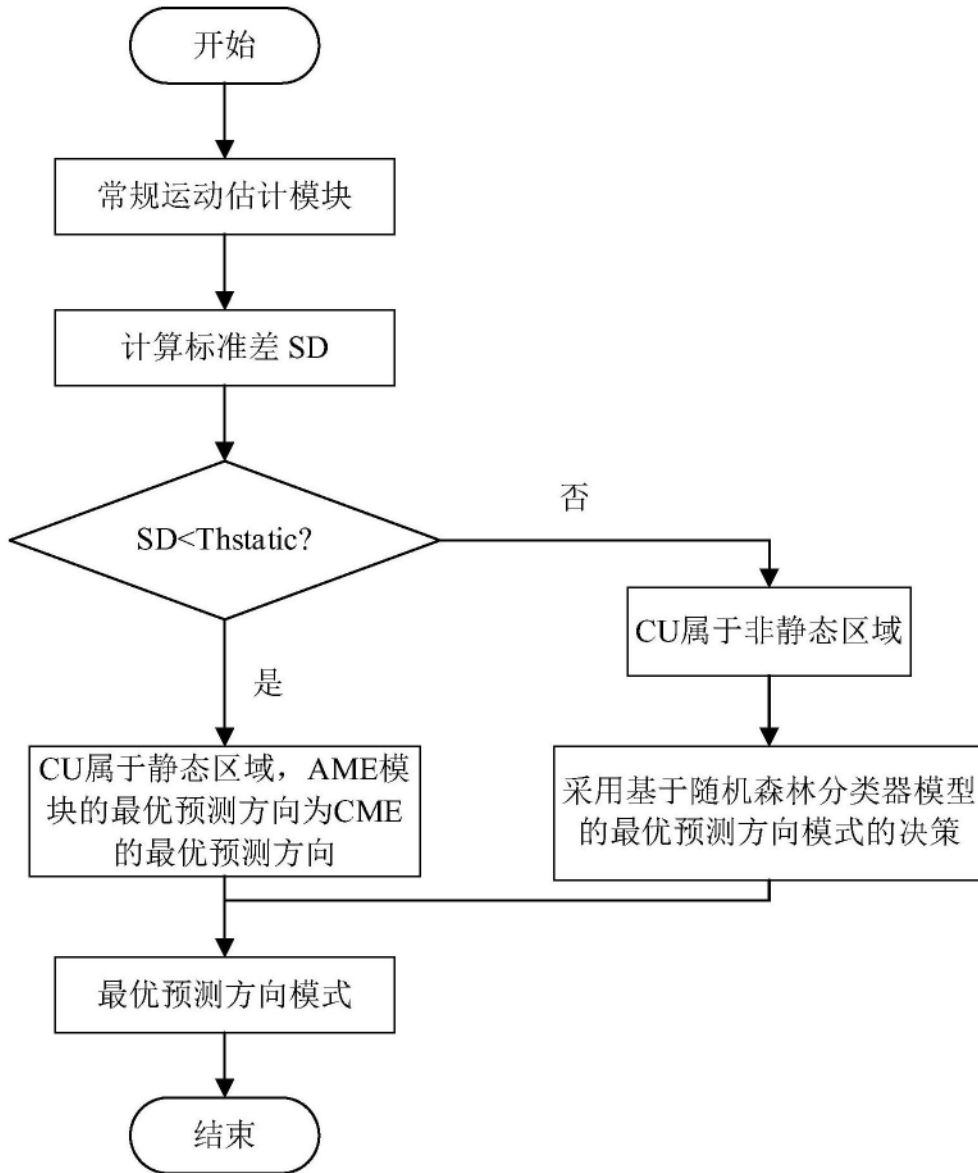 开始
常规运动估计模块
计算标准差 SD
SD<Thstatic?
否
是
CU属于非静态区域
CU属于静态区域，AME模
块的最优预测方向为CME
的最优预测方向
采用基于随机森林分类器模型
的最优预测方向模式的决策
最优预测方向模式
结束